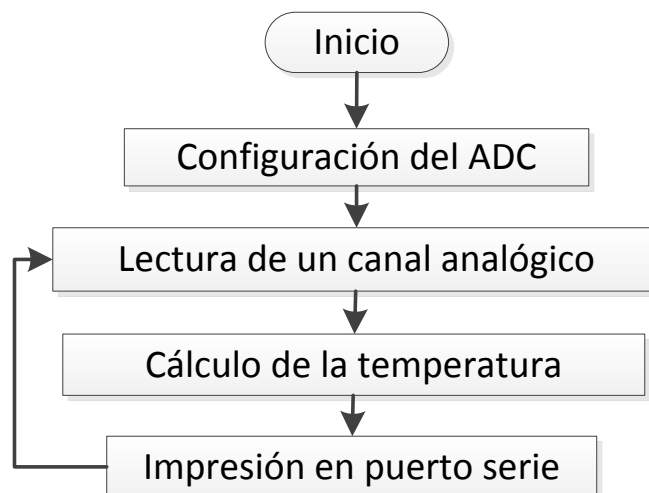 Inicio
Configuración del ADC
Lectura de un canal analógico
Cálculo de la temperatura
Impresión en puerto serie